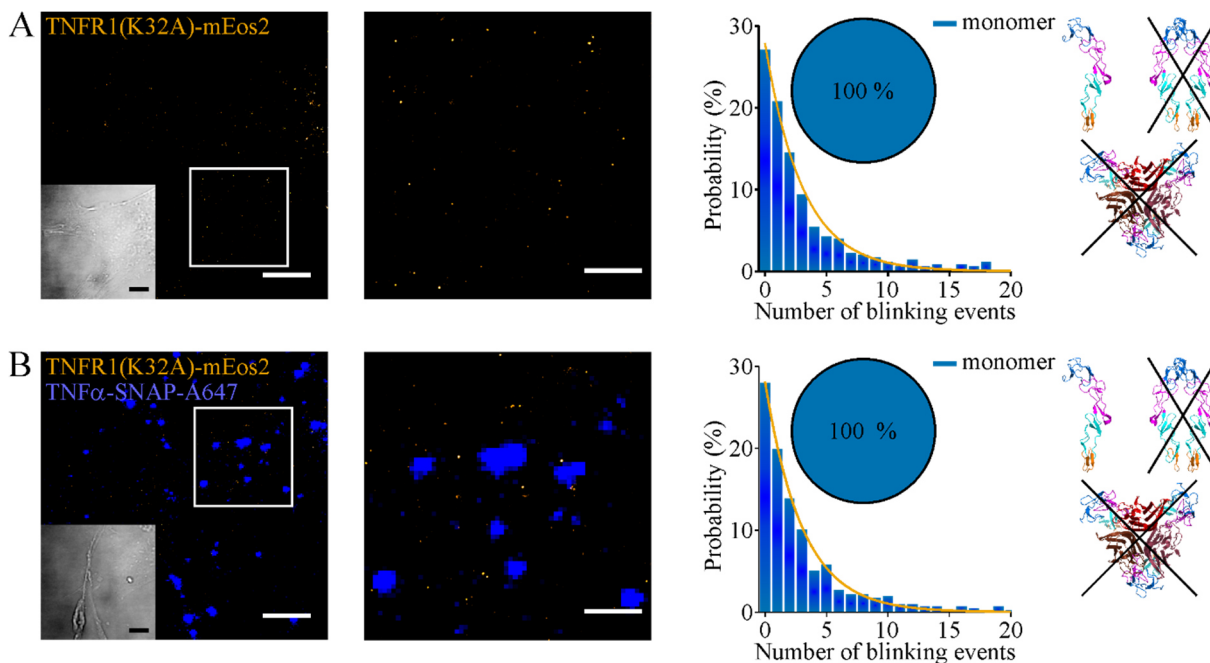 A
TNFR1(K32A)-mEos2
monomer
100 %
Probability (%)
30
20
10
0
0 5 10 15 20
Number of blinking events
B
TNFR1(K32A)-mEos2
TNFα-SNAP-A647
monomer
100 %
Probability (%)
30
20
10
0
0 5 10 15 20
Number of blinking events